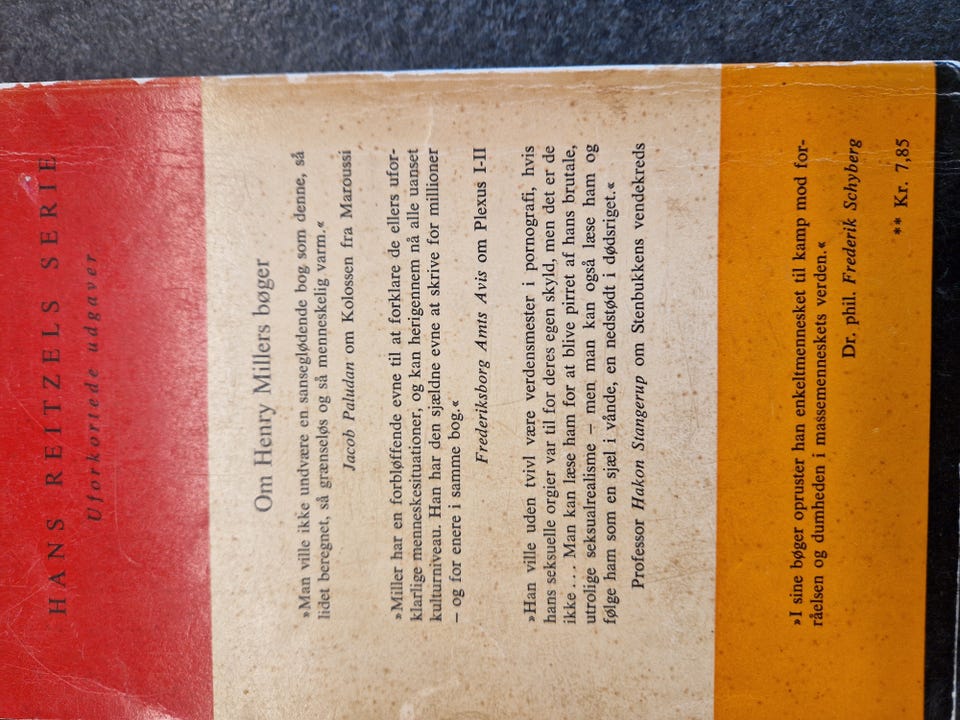 HANS REITZELS SERIE
Uforkortede udgaver
Om Henry Millers bøger
»Man ville ikke undvære en sanseglødende bog som denne, så
lidet beregnet, så grænseløs og så menneskelig varm.«
Jacob Paludan om Kolossen fra Maroussi
»Miller har en forbløffende evne til at forklare de ellers ufor-
klarlige menneskesituationer, og kan herigennem nå alle uanset
kulturniveau. Han har den sjældne evne at skrive for millioner
– og for enere i samme bog.«
Frederiksborg Amts Avis om Plexus I-II
»Han ville uden tvivl være verdensmester i pornografi, hvis
hans seksuelle orgier var til for deres egen skyld, men det er de
ikke.... Man kan læse ham for at blive pirret af hans brutale,
utrolige seksualrealisme – men man kan også læse ham og
følge ham som en sjæl i vånde, en nedstødt i dødsriget.«
Professor Hakon Stangerup om Stenbukkens vendekreds
»I sine bøger opruster han enkeltmennesket til kamp mod for-
råelsen og dumheden i massemenneskets verden.«
Dr. phil. Frederik Schyberg
** Kr. 7,85